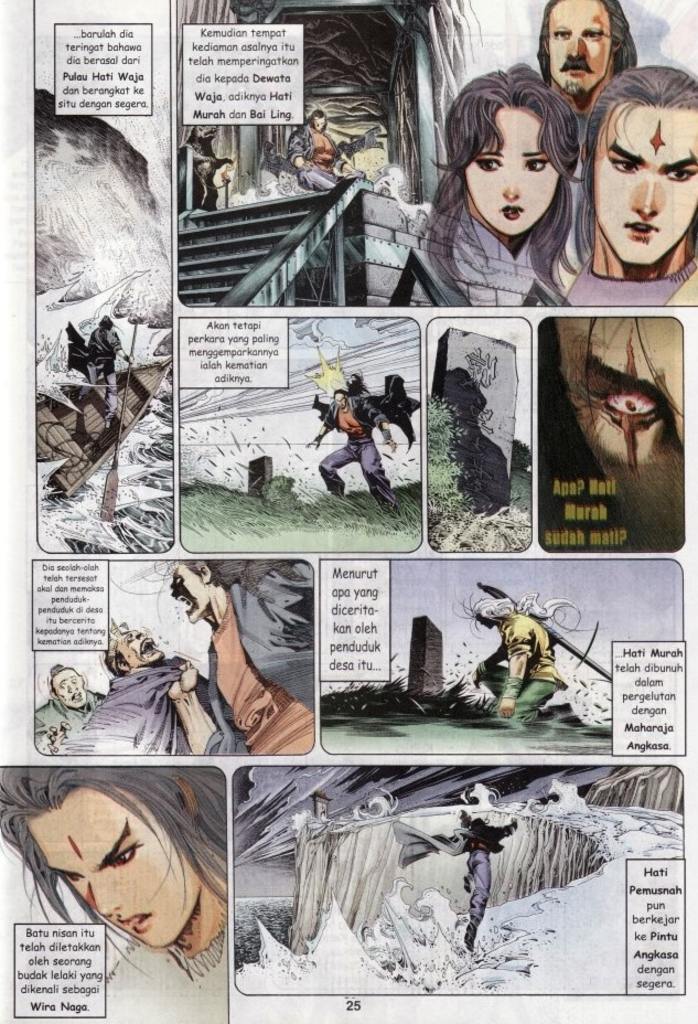 ...barulah dia
teringat bahawa
dia berasal dari
Pulau Hati Waja
dan berangkat ke
situ dengan segera.
Kemudian tempat
kediaman asalnya itu
telah memperingatkan
dia kepada Dewata
Waja, adiknya Hati
Murah dan Bai Ling.
Akan tetapi
perkara yang paling
menggemparkannya
ialah kematian
adiknya.
Apa? Hati
Murah
sudah mati?
Dia seolah-olah
telah tersesat
akal dan memaksa
penduduk-
penduduk di desa
itu bercerita
kepadanya tentang
kematian adiknya.
Menurut
apa yang
dicerita-
kan oleh
penduduk
desa itu...
...Hati Murah
telah dibunuh
dalam
pergelutan
dengan
Maharaja
Angkasa.
Batu nisan itu
telah diletakkan
oleh seorang
budak lelaki yang
dikenali sebagai
Wira Naga.
Hati
Pemusnah
pun
berkejar
ke Pintu
Angkasa
dengan
segera.
25